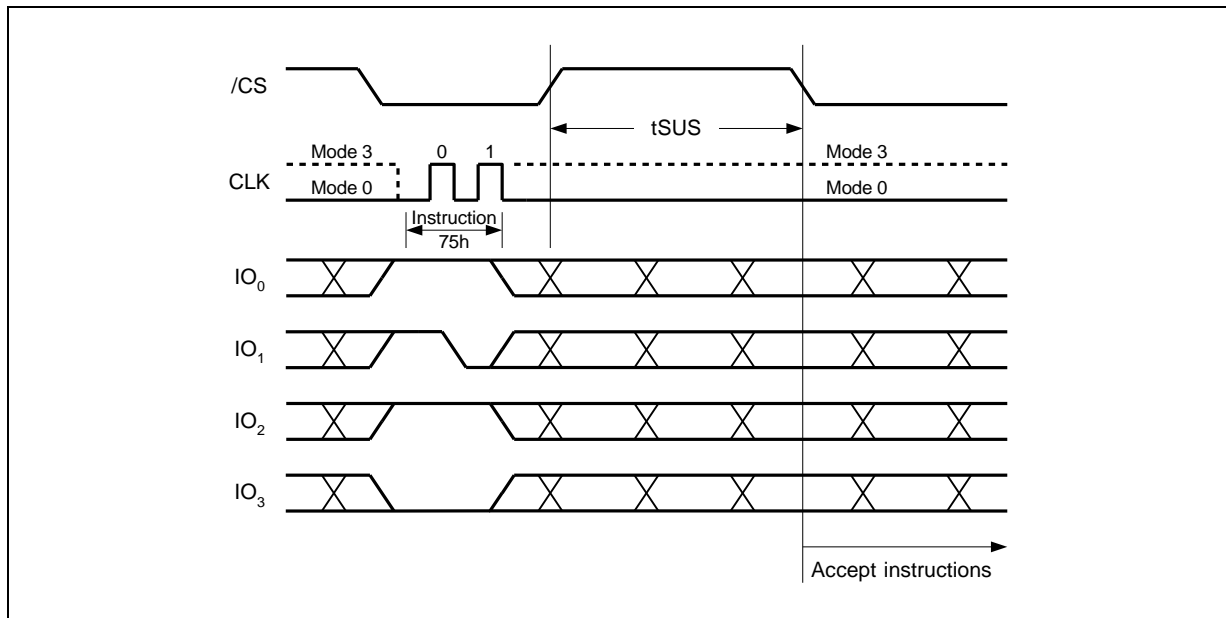 /CS
tSUS
Mode 3 0 1 Mode 3
CLK
Mode 0 Mode 0
Instruction
75h
IO0
IO1
IO2
IO3
Accept instructions